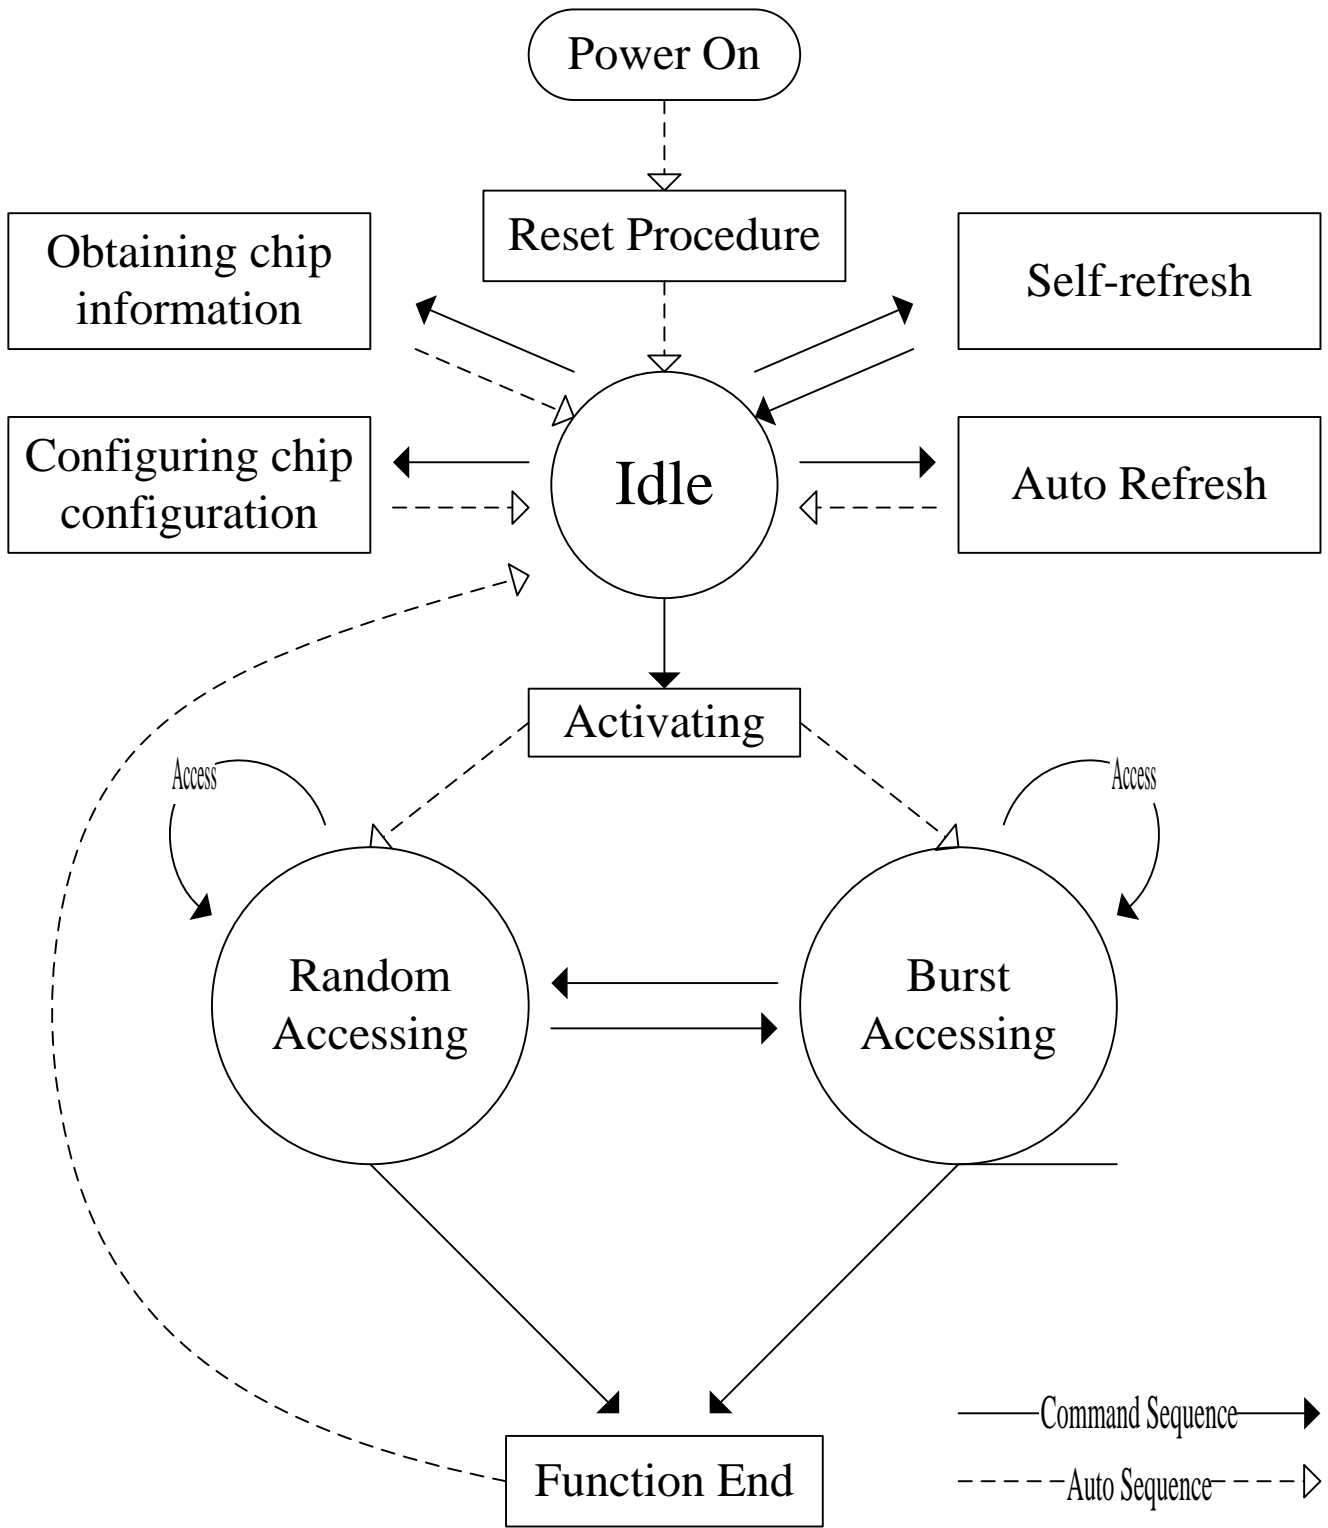 Power On
Reset Procedure
Obtaining chip
information
Self-refresh
Configuring chip
configuration
Idle
Auto Refresh
Activating
Access
Access
Random
Accessing
Burst
Accessing
Command Sequence
Auto Sequence
Function End